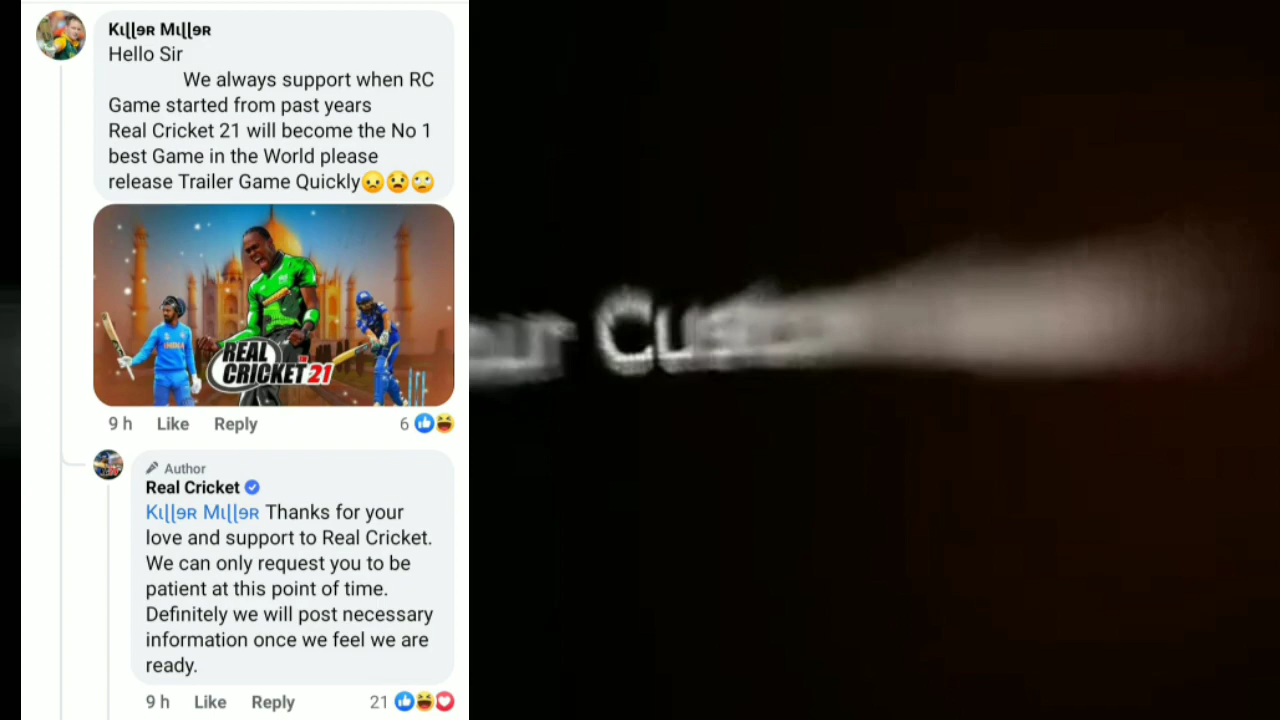 Kιɭɭɘʀ Mιɭɭɘʀ
Hello Sir
We always support when RC
Game started from past years
Real Cricket 21 will become the No 1
best Game in the World please
release Trailer Game Quickly😞😧🙄
INDIA
REAL
CRICKET 21
9 h Like Reply 6
Author
Real Cricket
Kιɭɭɘʀ Mιɭɭɘʀ Thanks for your
love and support to Real Cricket.
We can only request you to be
patient at this point of time.
Definitely we will post necessary
information once we feel we are
ready.
9 h Like Reply 21